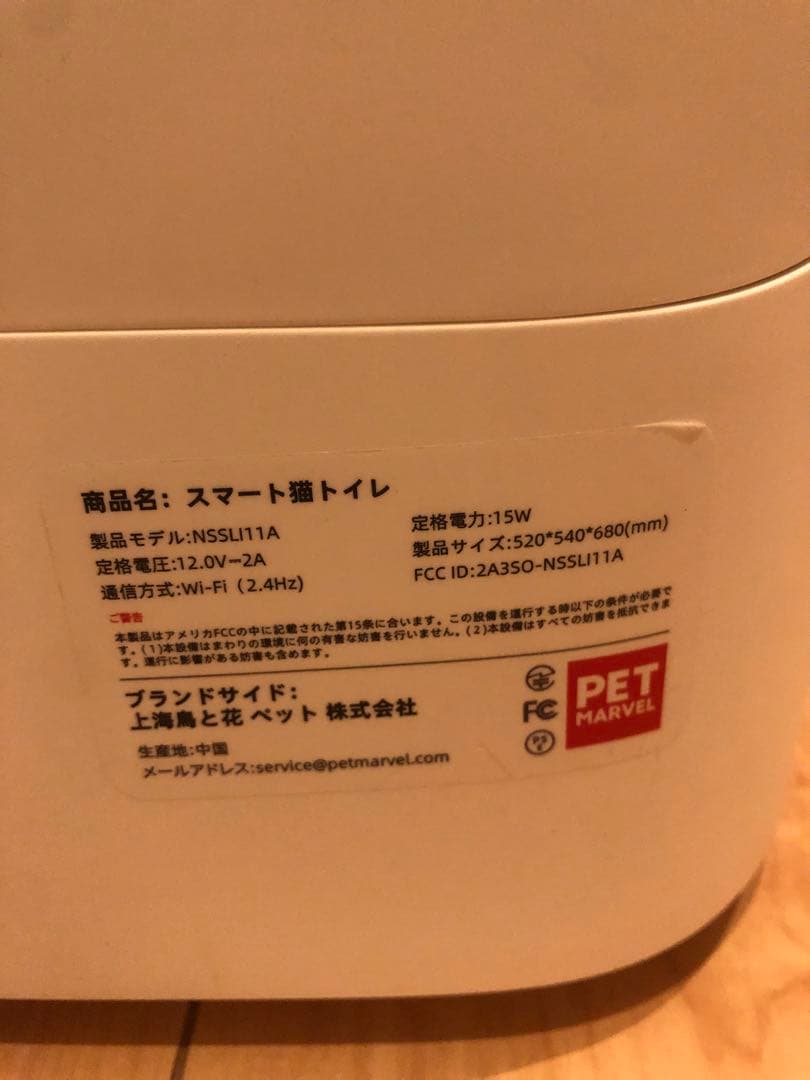 商品名：スマート猫トイレ
製品モデル:NSSLI11A
定格電圧:12.0V⎓2A
通信方式:Wi-Fi（2.4Hz)
定格電力:15W
製品サイズ:520*540*680(mm)
FCC ID:2A3SO-NSSLI11A
ご警告
本製品はアメリカFCCの中に記載された第15条に合います。この設備を運行する時以下の条件が必要で
す。(1)本設備はまわりの環境に何の有害な妨害を行いません。(2)本設備はすべての妨害を抵抗できま
す。運行に影響がある妨害も含めます。
ブランドサイド：
上海鳥と花 ペット 株式会社
生産地:中国
メールアドレス:service@petmarvel.com
FC
PS
E
PET
MARVEL